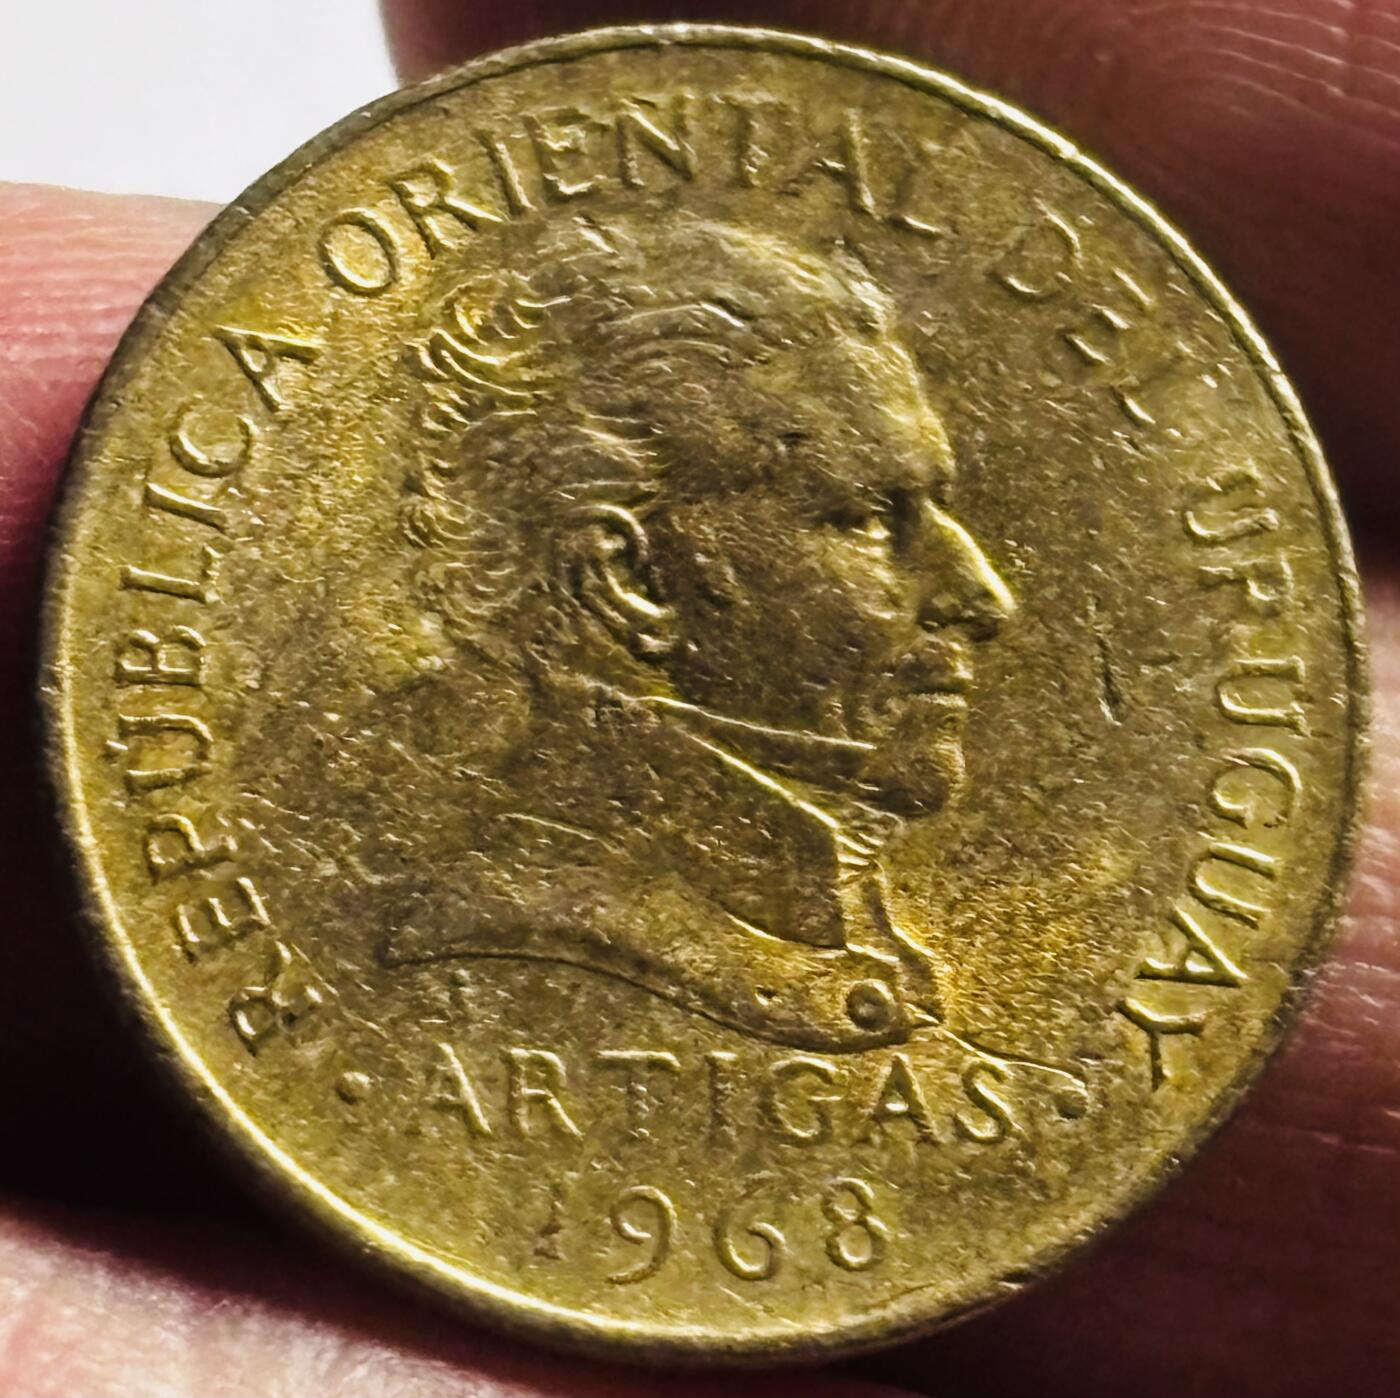 REPÚBLICA ORIENTAL DEL URUGUAY
· ARTIGAS ·
1968